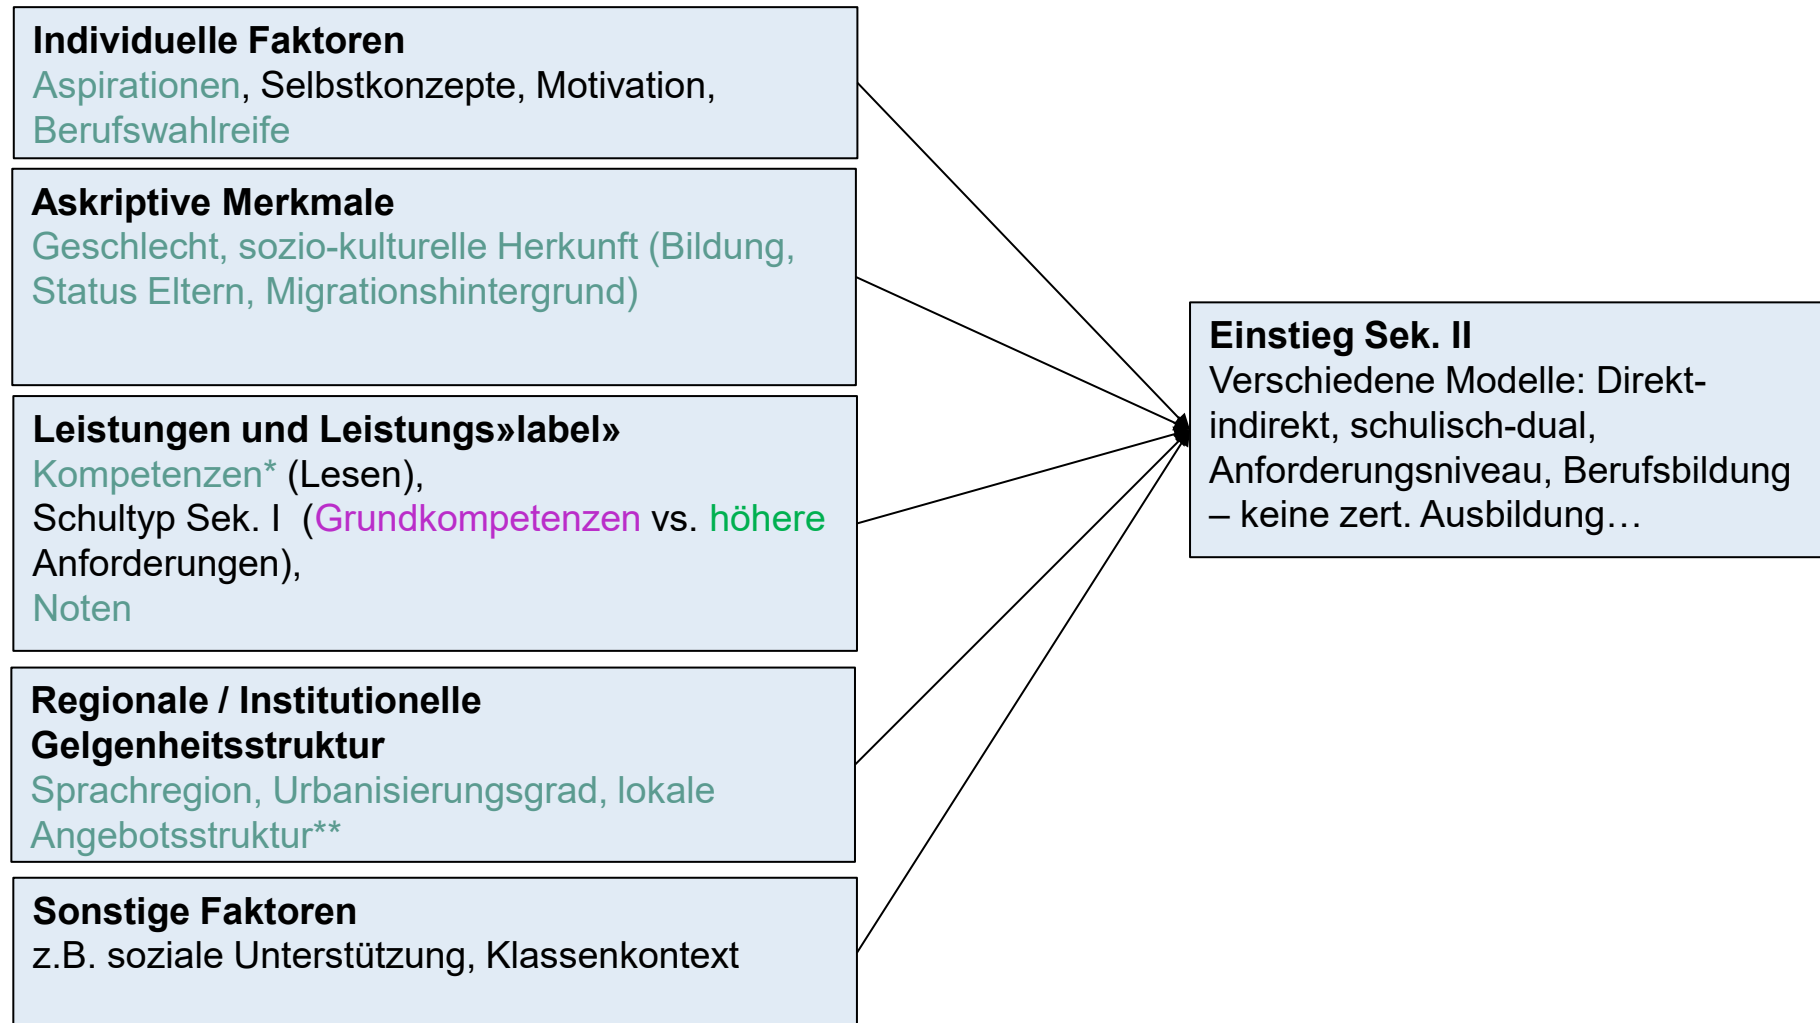 Individuelle Faktoren
Aspirationen, Selbstkonzepte, Motivation,
Berufswahlreife
Askriptive Merkmale
Geschlecht, sozio-kulturelle Herkunft (Bildung,
Status Eltern, Migrationshintergrund)
Leistungen und Leistungs»label»
Kompetenzen* (Lesen),
Schultyp Sek. I (Grundkompetenzen vs. höhere
Anforderungen),
Noten
Regionale / Institutionelle
Gelgenheitsstruktur
Sprachregion, Urbanisierungsgrad, lokale
Angebotsstruktur**
Sonstige Faktoren
z.B. soziale Unterstützung, Klassenkontext
Einstieg Sek. II
Verschiedene Modelle: Direkt-
indirekt, schulisch-dual,
Anforderungsniveau, Berufsbildung
– keine zert. Ausbildung…